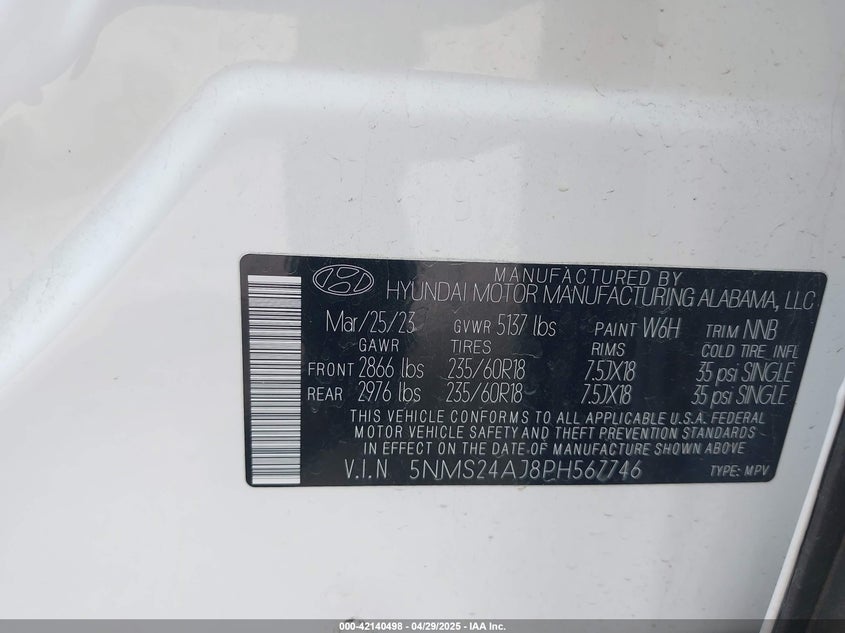 MANUFACTURED BY
HYUNDAI MOTOR MANUFACTURING ALABAMA, LLC
Mar/25/23 GVWR 5137 lbs PAINT W6H TRIM NNB
GAWR TIRES RIMS COLD TIRE INFL
FRONT 2866 lbs 235/60R18 7.5JX18 35 psi SINGLE
REAR 2976 lbs 235/60R18 7.5JX18 35 psi SINGLE
THIS VEHICLE CONFORMS TO ALL APPLICABLE U.S.A. FEDERAL
MOTOR VEHICLE SAFETY AND THEFT PREVENTION STANDARDS
IN EFFECT ON THE DATE OF MANUFACTURE SHOWN ABOVE
V.I.N 5NMS24AJ8PH567746 TYPE: MPV
000-42140498 - 04/29/2025 - IAA Inc.